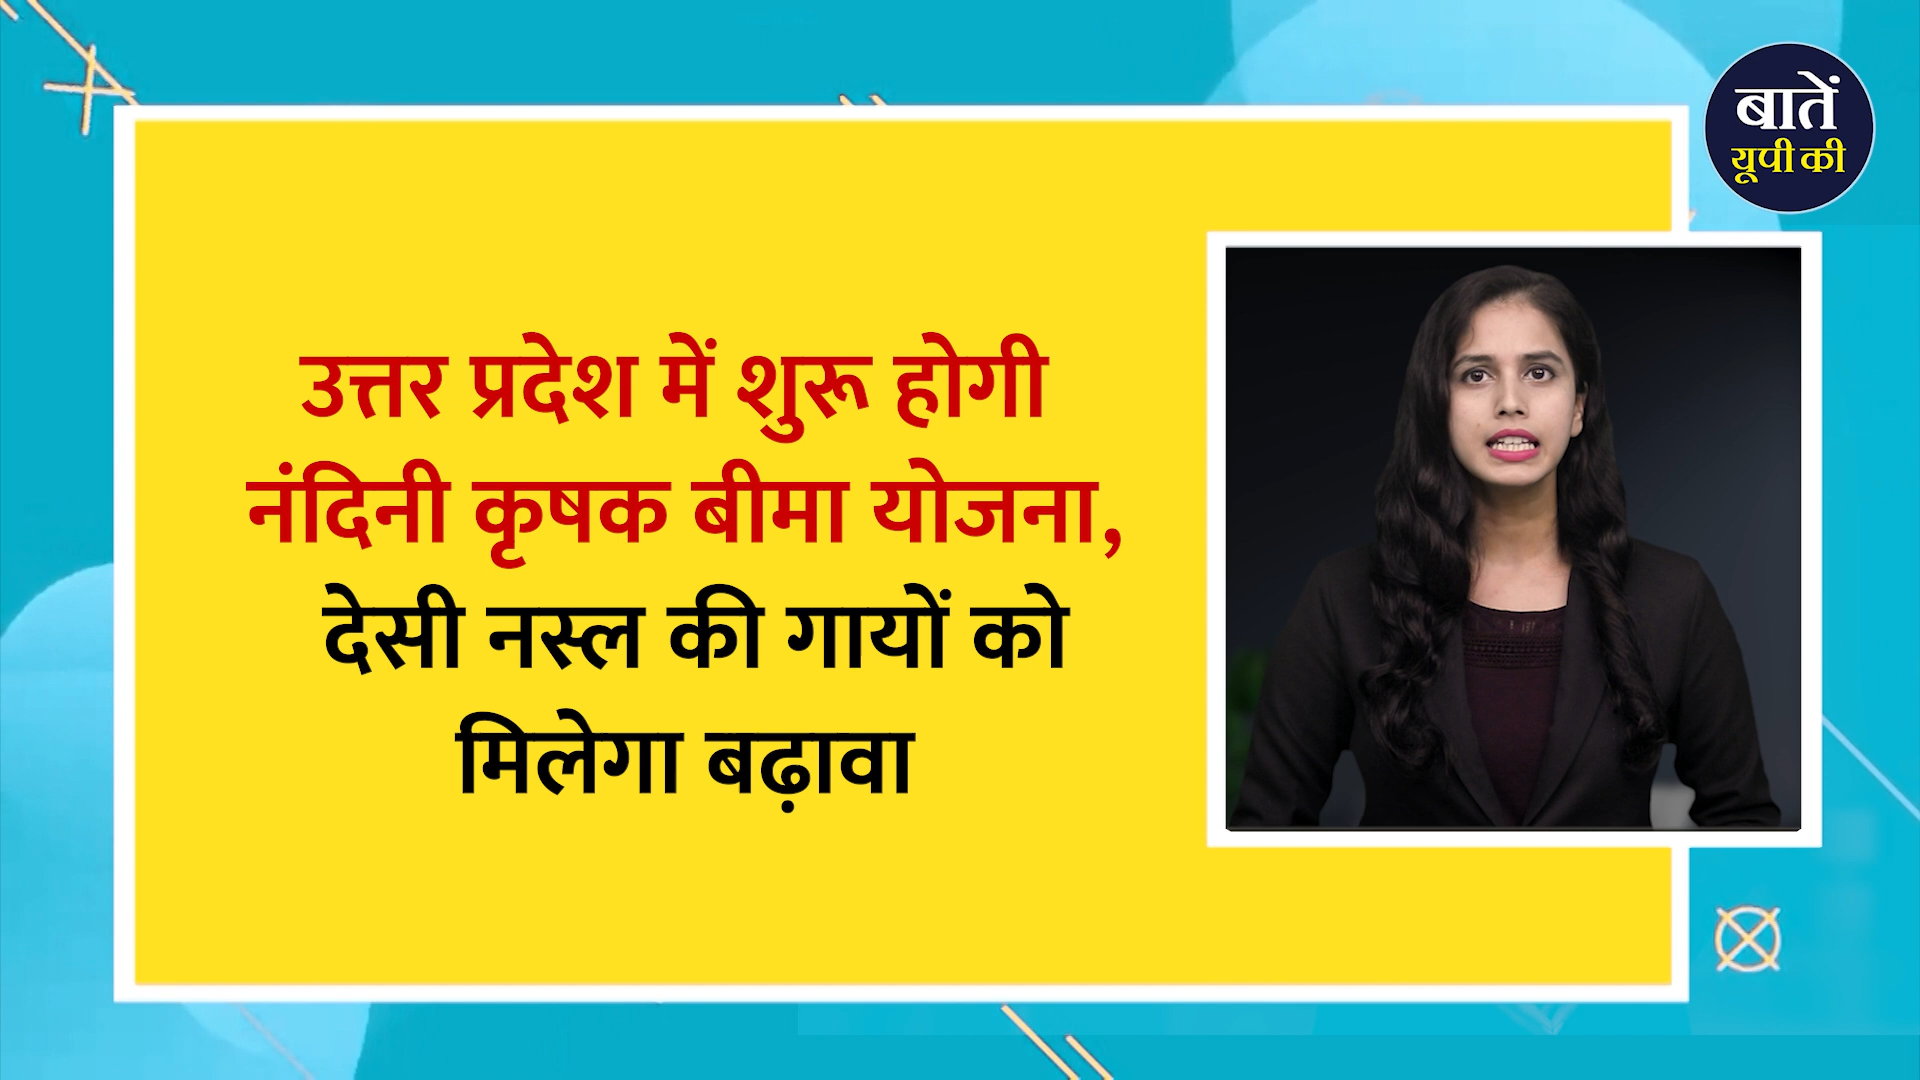 बातें
यूपी की
उत्तर प्रदेश में शुरू होगी
नंदिनी कृषक बीमा योजना,
देसी नस्ल की गायों को
मिलेगा बढ़ावा